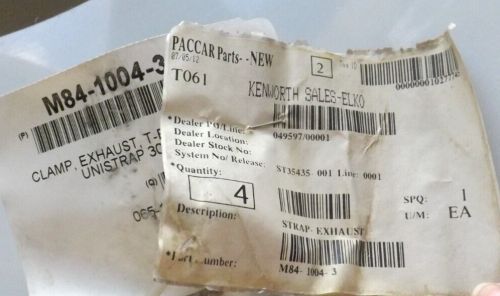 M84-1004-3
(P)
CLAMP, EXHAUST, T-
UNISTRAP
(Q)
PACCAR Parts--NEW
07/05/12
2
T061
KENWORTH SALES-ELKO
*Dealer PO/Line:
049597/00001
Dealer Location:
Dealer Stock No:
System No/ Release:
ST35435 001 Line: 0001
*Quantity:
4
SPQ: 1
U/M: EA
Description:
STRAP- EXHAUST
number:
M84- 1004- 3